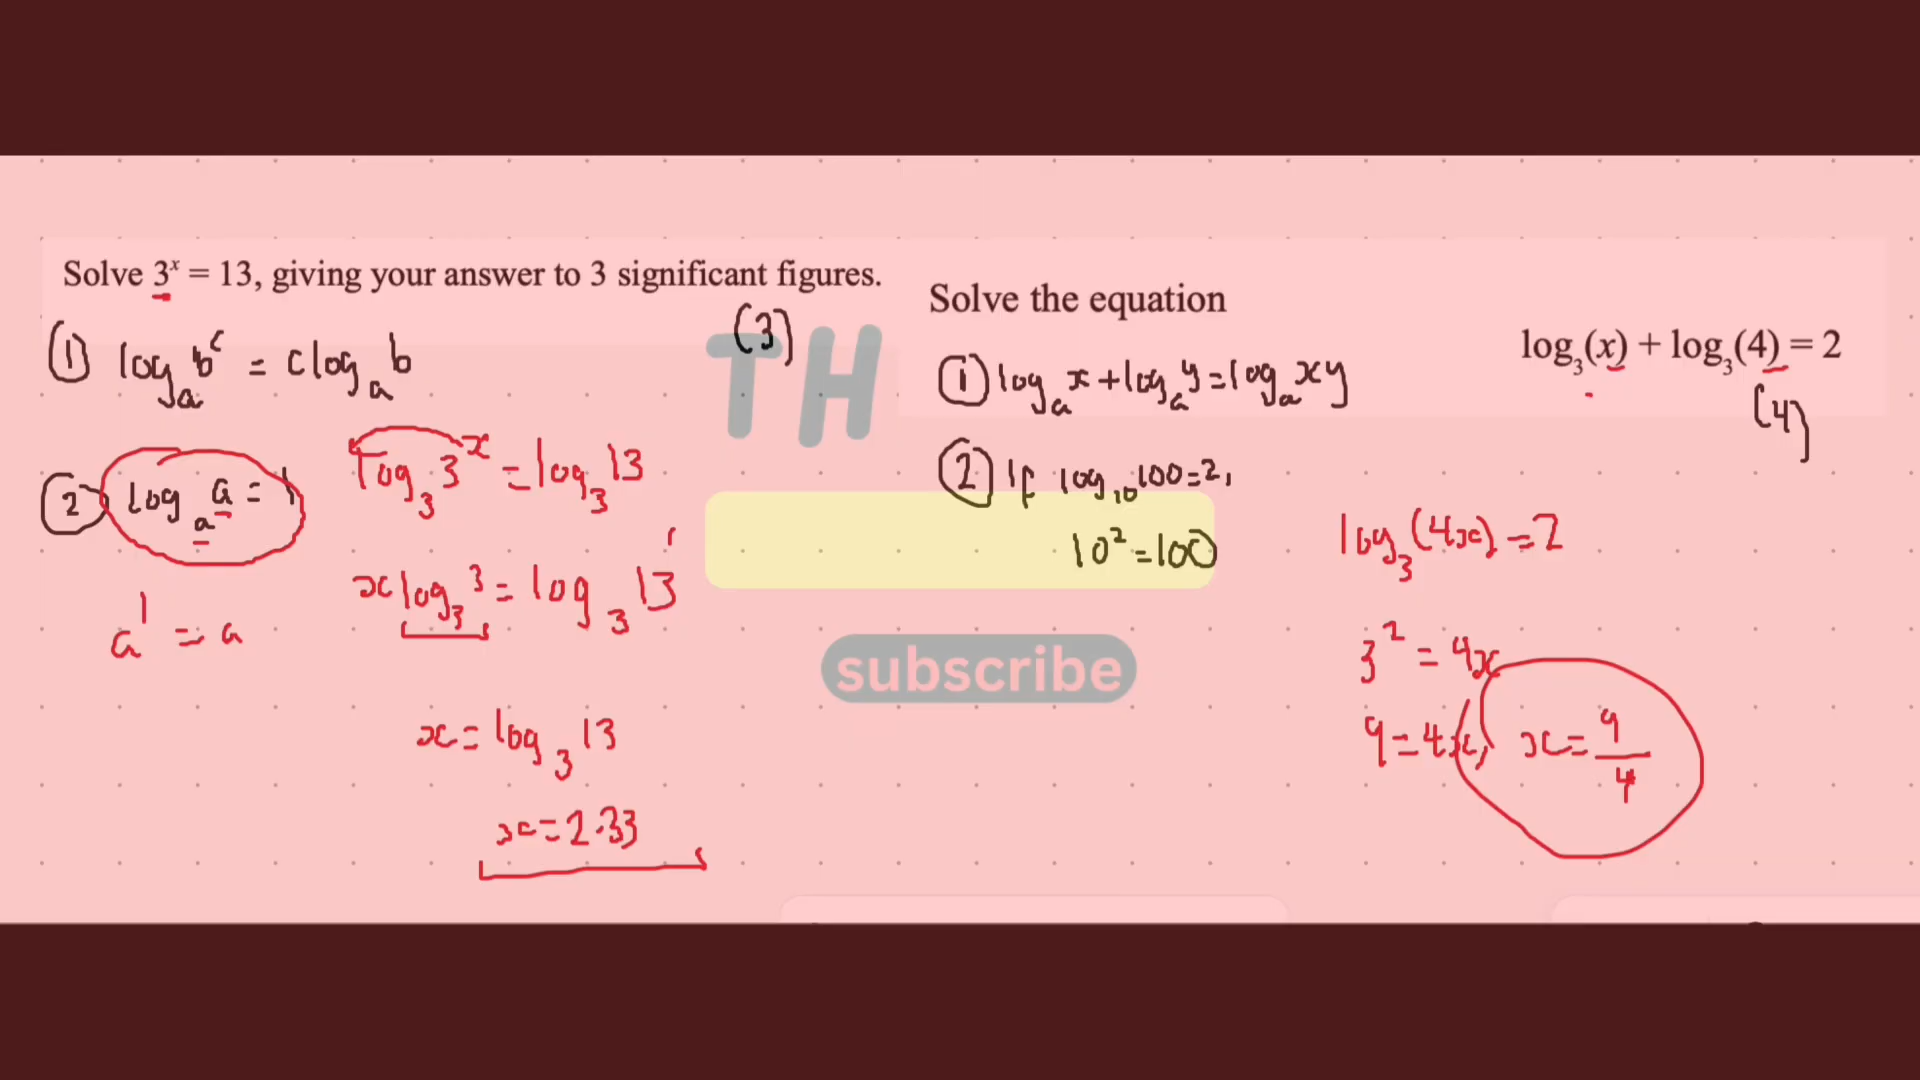 Solve 3ˣ = 13, giving your answer to 3 significant figures.
(3)
① logₐ bᶜ = c logₐ b
② logₐ a = 1
a¹ = a
log₃ 3ˣ = log₃ 13
x log₃ 3 = log₃ 13
x = log₃ 13
x = 2.33
TH
subscribe
Solve the equation
log₃(x) + log₃(4) = 2
(4)
① logₐ x + logₐ y = logₐ xy
② If log₁₀ 100 = 2,
10² = 100
log₃(4x) = 2
3² = 4x
9 = 4x, x = 9/4